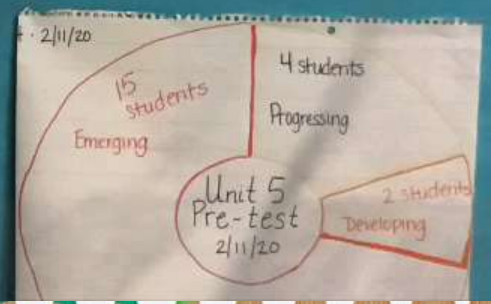 · 2/11/20
15
students
Emerging
4 students
Progressing
Unit 5
Pre-test
2/11/20
2 students
Developing